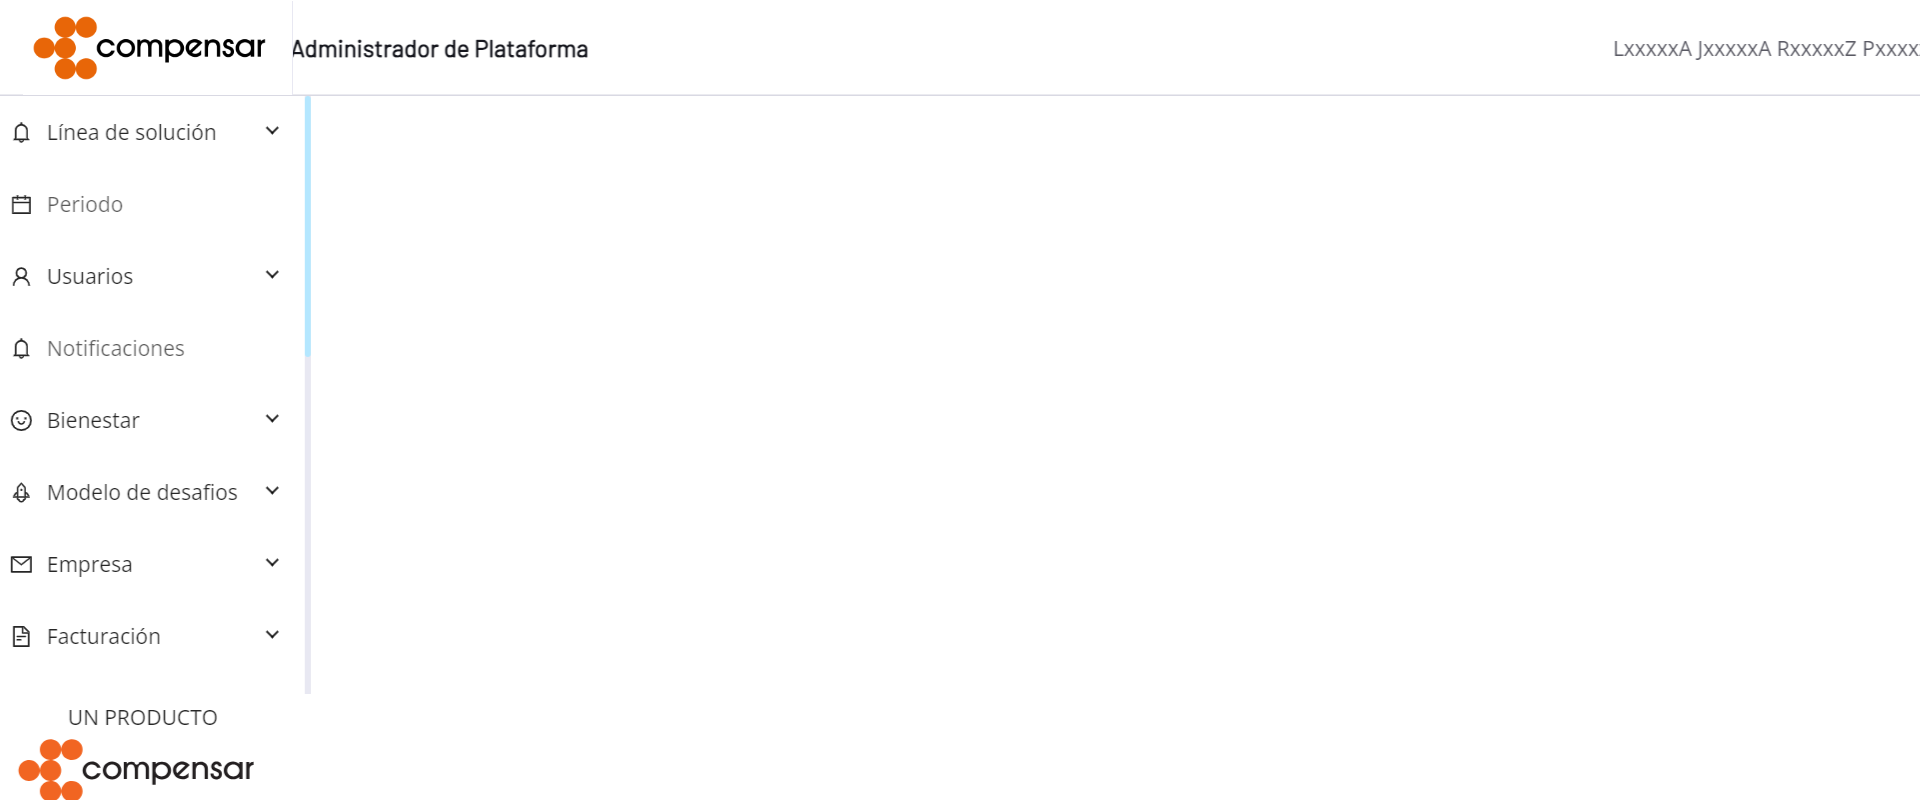 compensar
Administrador de Plataforma
LxxxxxA JxxxxxA RxxxxxZ Pxxxx
Línea de solución
Periodo
Usuarios
Notificaciones
Bienestar
Modelo de desafios
Empresa
Facturación
UN PRODUCTO
compensar